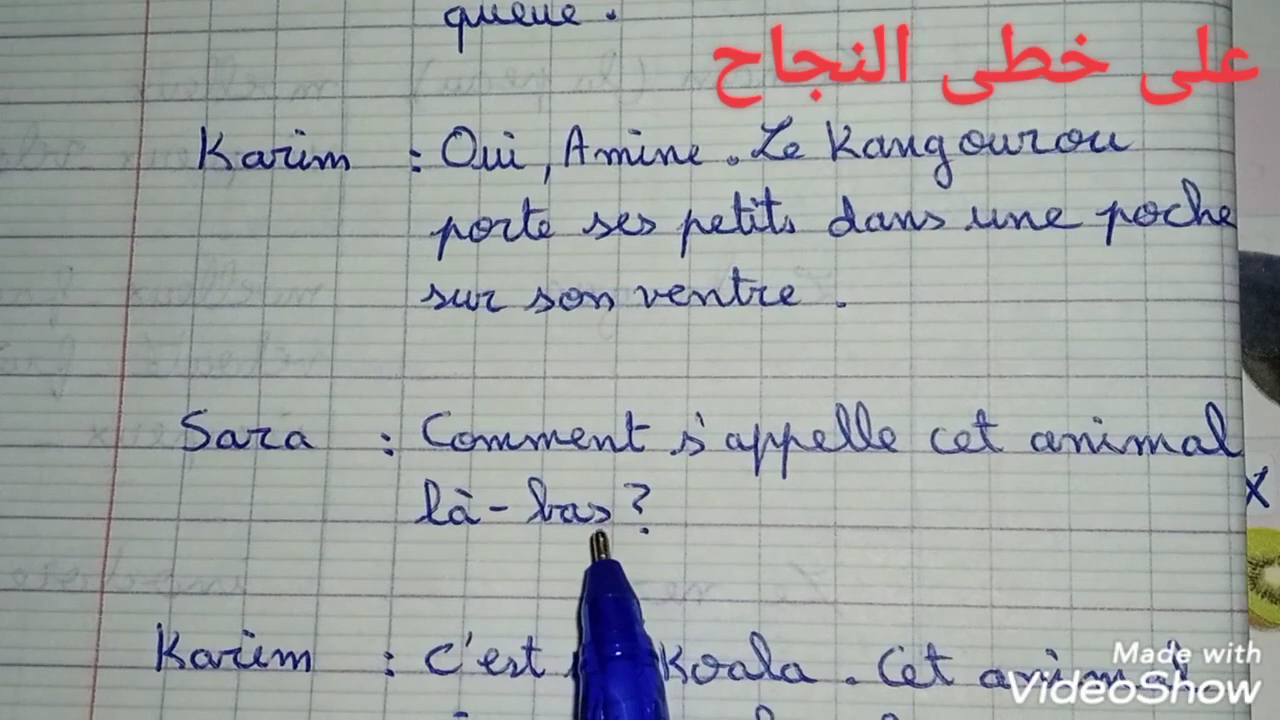 queue.
على خطى النجاح
Karim : Oui, Amine. Le Kangourou
porte ses petits dans une poche
sur son ventre.
Sara : Comment s'appelle cet animal
là-bas?
x
Karim : C'est Koala. Cet animal
Made with
VideoShow